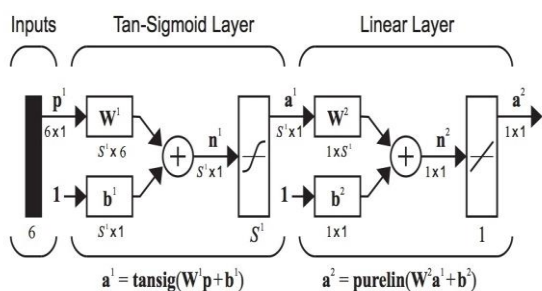 Inputs Tan-Sigmoid Layer Linear Layer
p¹ a¹ a²
W¹ W²
6x1 n¹ S¹x1 n² 1x1
S¹x6 1xS¹
+ +
S¹x1 1x1
1 b¹ 1 b²
S¹x1 1x1
6 S¹ 1
a¹ = tansig(W¹p+b¹) a² = purelin(W²a¹+b²)